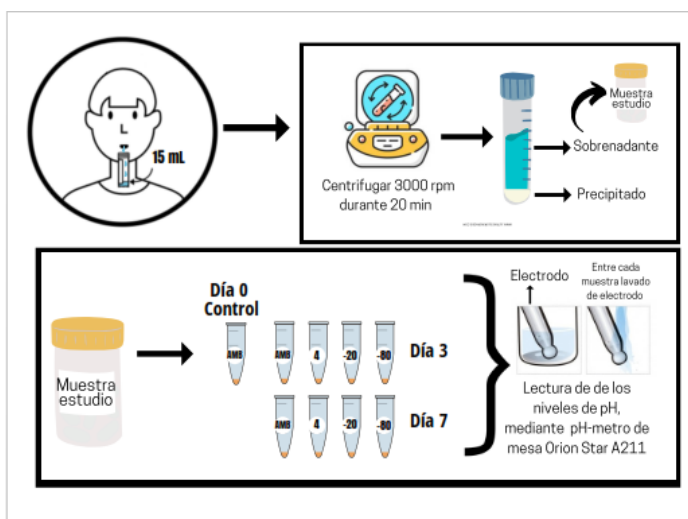 15 mL
Centrifugar 3000 rpm
durante 20 min
Muestra
estudio
Sobrenadante
Precipitado
Muestra
estudio
Día 0
Control
AMB
AMB 4 -20 -80 Día 3
AMB 4 -20 -80 Día 7
Electrodo
Entre cada
muestra lavado
de electrodo
Lectura de de los
niveles de pH,
mediante pH-metro de
mesa Orion Star A211